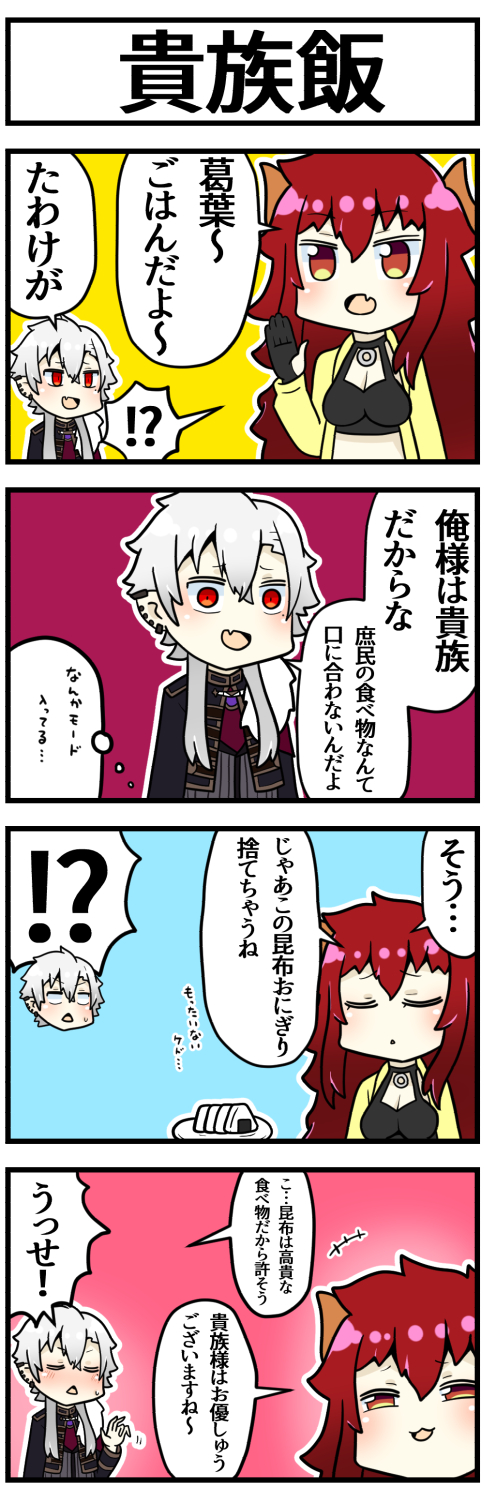 貴族飯
葛葉〜
ごはんだよ〜
たわけが
!?
俺様は貴族
だからな
庶民の食べ物なんて
口に合わないんだよ
なんかモード
入ってる…
そう…
じゃあこの昆布おにぎり
捨てちゃうね
もったいない
けど…
!?
こ…昆布は高貴な
食べ物だから許そう
貴族様はお優しゅう
ございますね〜
うっせ!